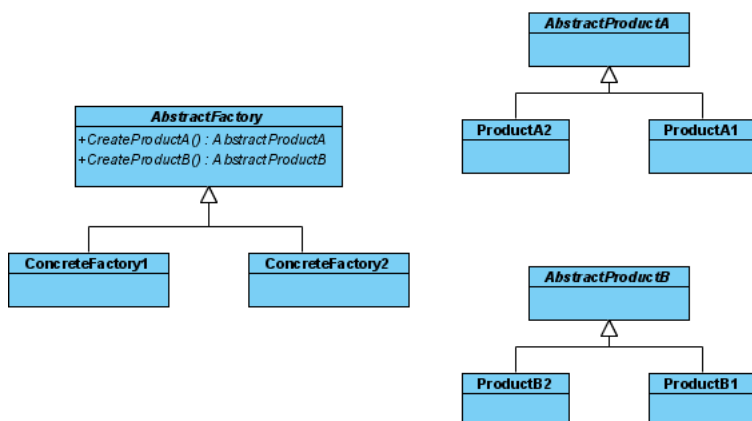 AbstractProductA
ProductA2
ProductA1
AbstractFactory
+CreateProductA() : AbstractProductA
+CreateProductB() : AbstractProductB
ConcreteFactory1
ConcreteFactory2
AbstractProductB
ProductB2
ProductB1